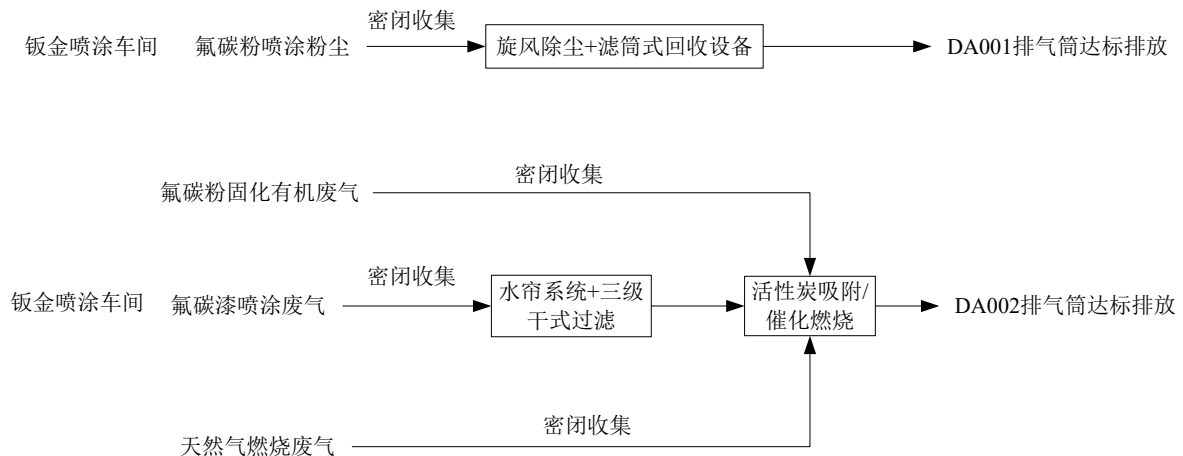 密闭收集
钣金喷涂车间 氟碳粉喷涂粉尘 旋风除尘+滤筒式回收设备 DA001排气筒达标排放
密闭收集
氟碳粉固化有机废气
密闭收集
钣金喷涂车间 氟碳漆喷涂废气
水帘系统+三级
干式过滤
活性炭吸附/
催化燃烧
DA002排气筒达标排放
密闭收集
天然气燃烧废气